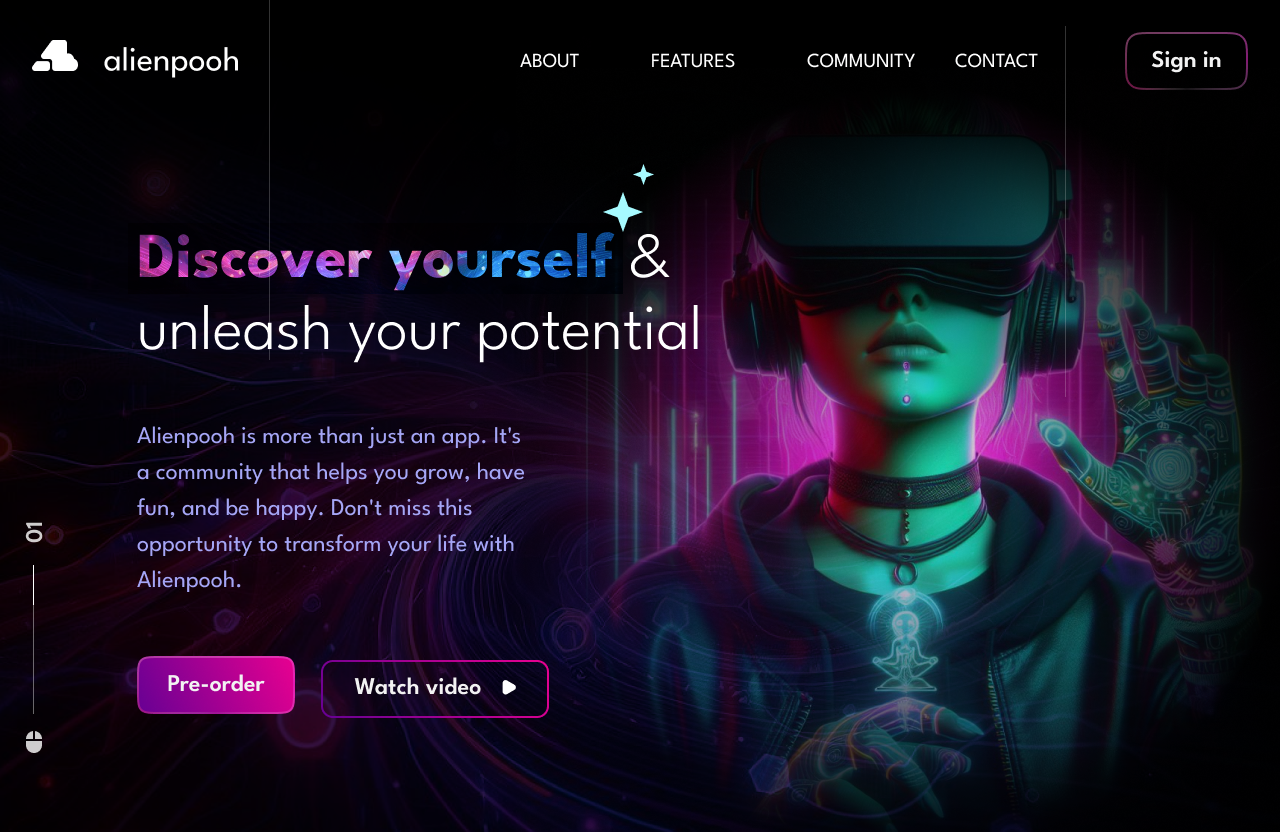 alienpooh
ABOUT FEATURES COMMUNITY CONTACT
Sign in
Discover yourself &
unleash your potential
Alienpooh is more than just an app. It's
a community that helps you grow, have
fun, and be happy. Don't miss this
opportunity to transform your life with
Alienpooh.
01
Pre-order
Watch video